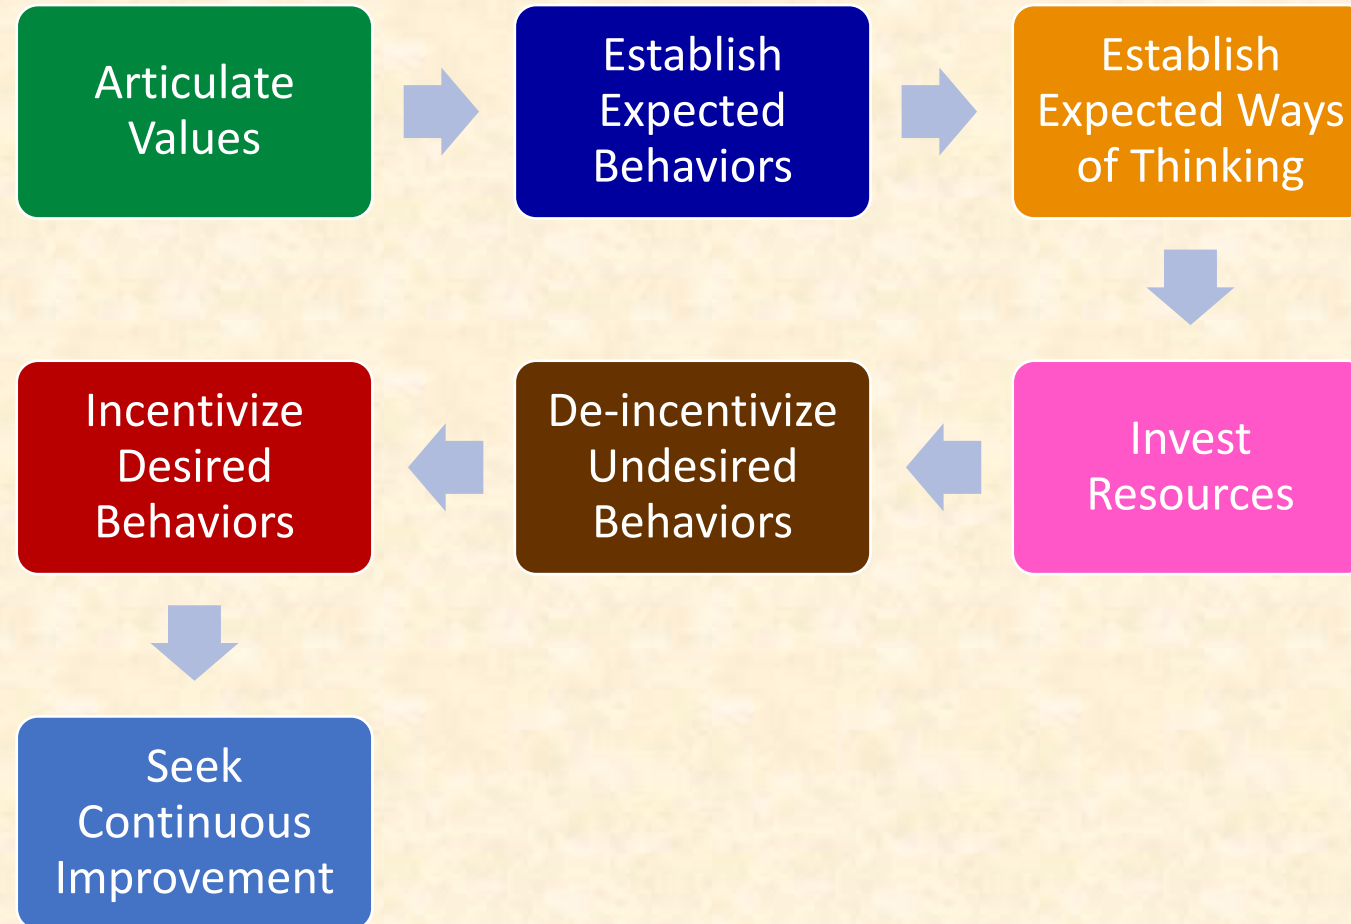 Articulate
Values
Establish
Expected
Behaviors
Establish
Expected Ways
of Thinking
Invest
Resources
De-incentivize
Undesired
Behaviors
Incentivize
Desired
Behaviors
Seek
Continuous
Improvement